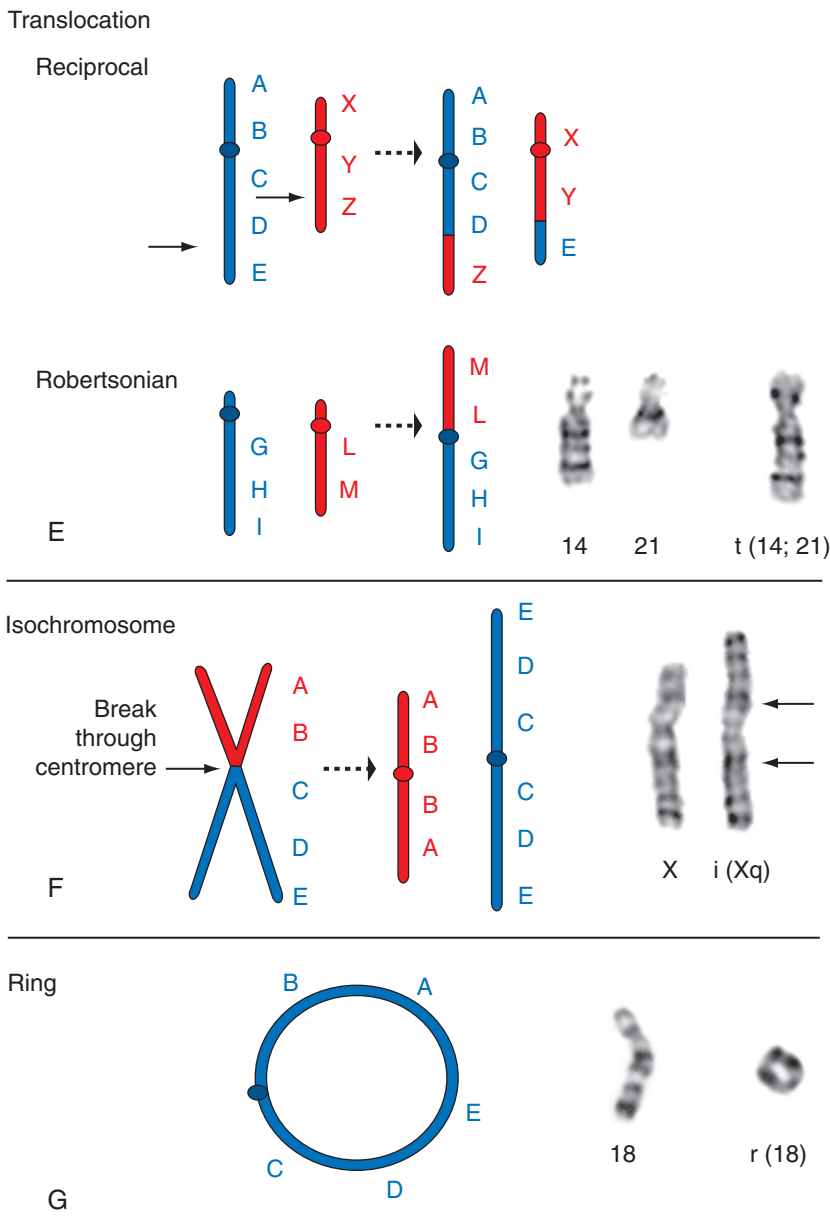 Translocation
Reciprocal
A
B
C
D
E
X
Y
Z
A
B
C
D
Z
X
Y
E
Robertsonian
G
H
I
L
M
M
L
G
H
I
14
21
t (14; 21)
E
Isochromosome
Break
through
centromere
A
B
C
D
E
A
B
B
A
E
D
C
C
D
E
X
i (Xq)
F
Ring
B
A
E
D
C
18
r (18)
G